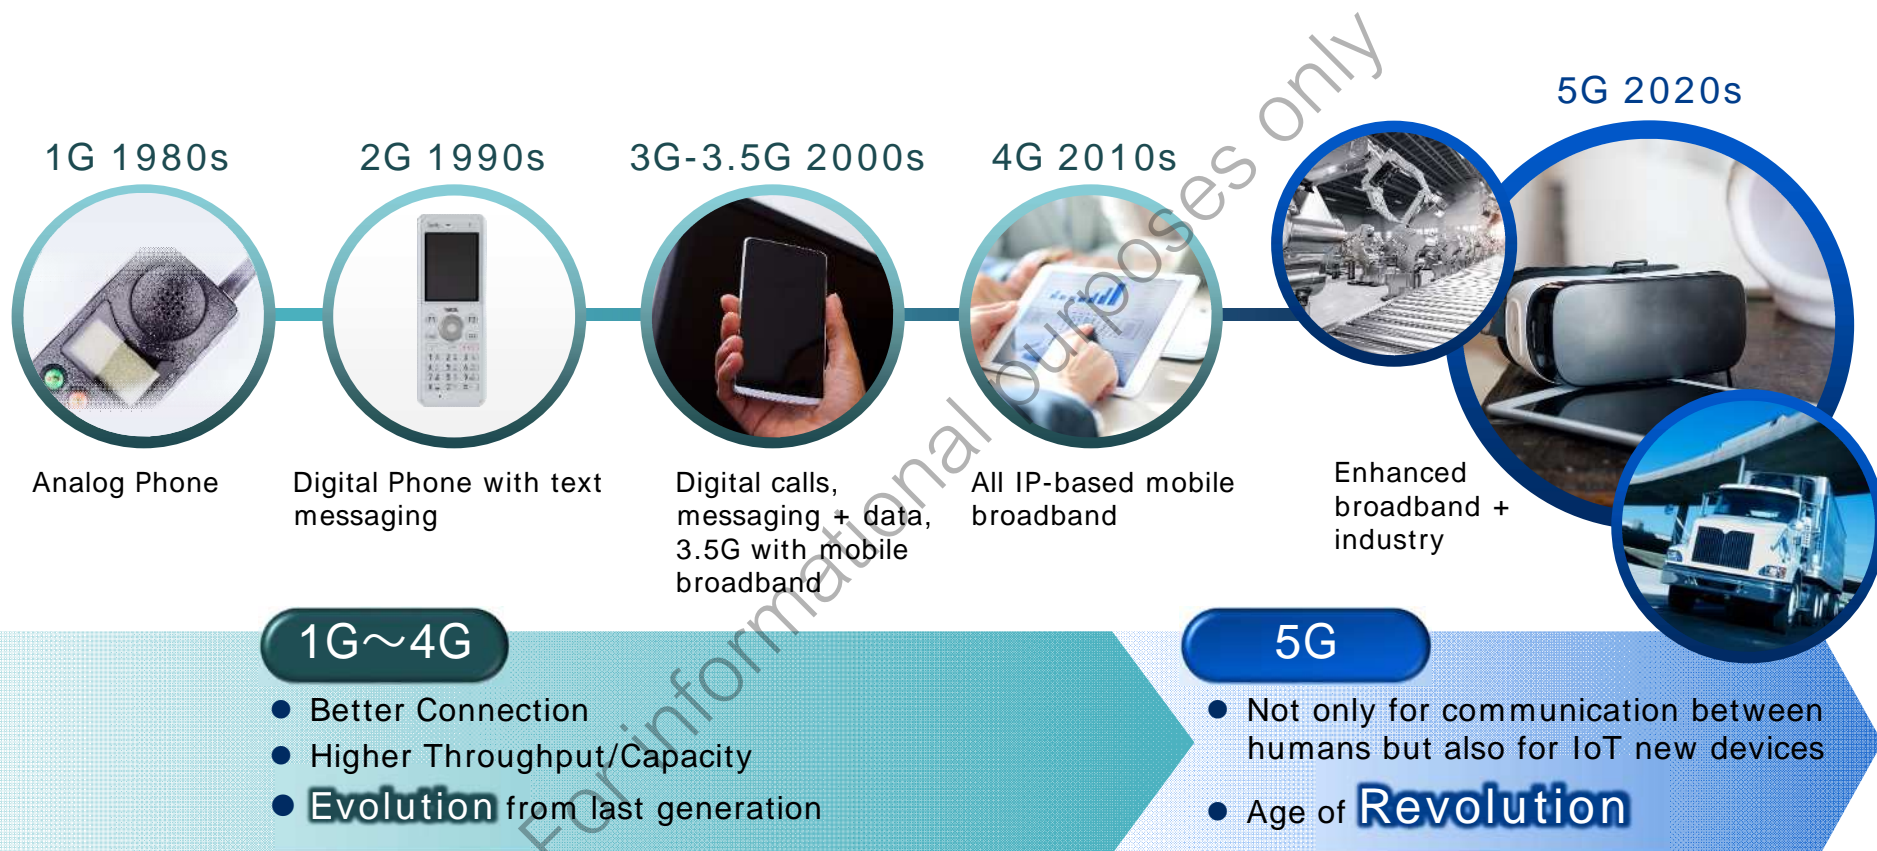 5G 2020s
1G 1980s
2G 1990s
3G-3.5G 2000s
4G 2010s
Analog Phone
Digital Phone with text
messaging
Digital calls,
messaging + data,
3.5G with mobile
broadband
All IP-based mobile
broadband
Enhanced
broadband +
industry
1G～4G
● Better Connection
● Higher Throughput/Capacity
● Evolution from last generation
5G
● Not only for communication between
humans but also for IoT new devices
● Age of Revolution
For informational purposes only